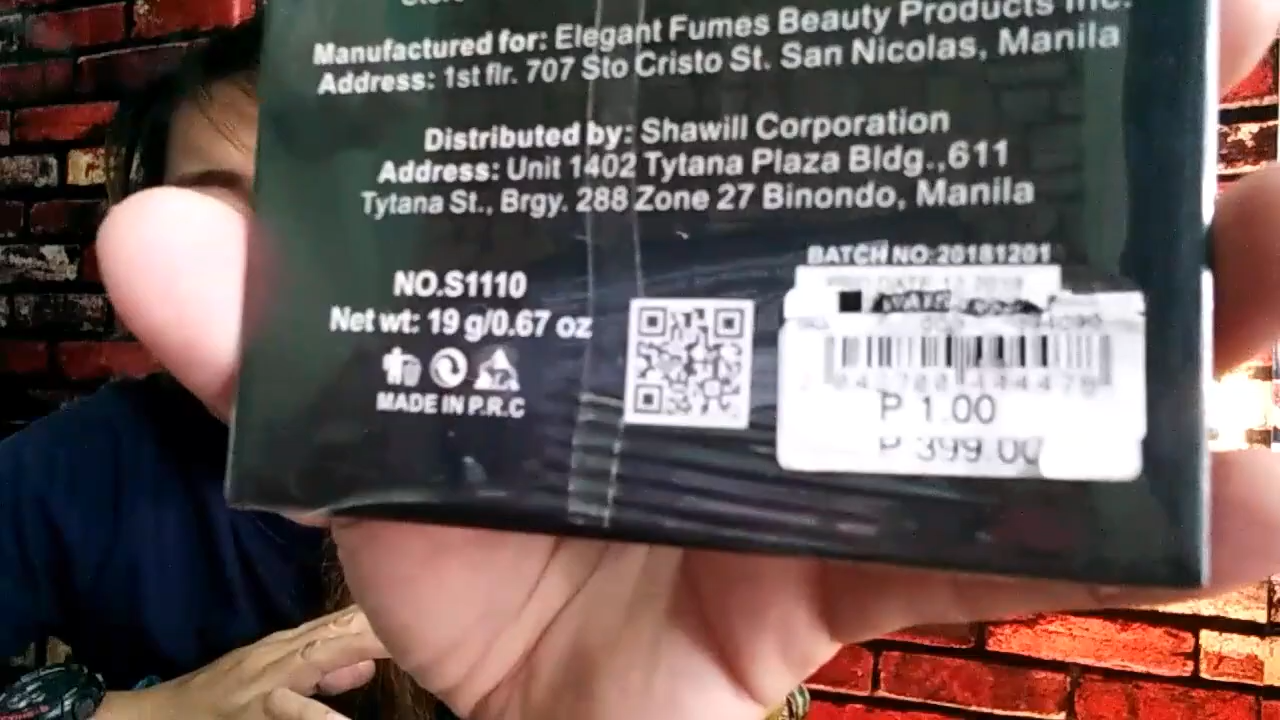 Manufactured for: Elegant Fumes Beauty Products Inc.
Address: 1st flr. 707 Sto Cristo St. San Nicolas, Manila
Distributed by: Shawill Corporation
Address: Unit 1402 Tytana Plaza Bldg.,611
Tytana St., Brgy. 288 Zone 27 Binondo, Manila
BATCH NO:20181201
NO.S1110
Net wt: 19 g/0.67 oz
MADE IN P.R.C
P 1.00
P 399.00